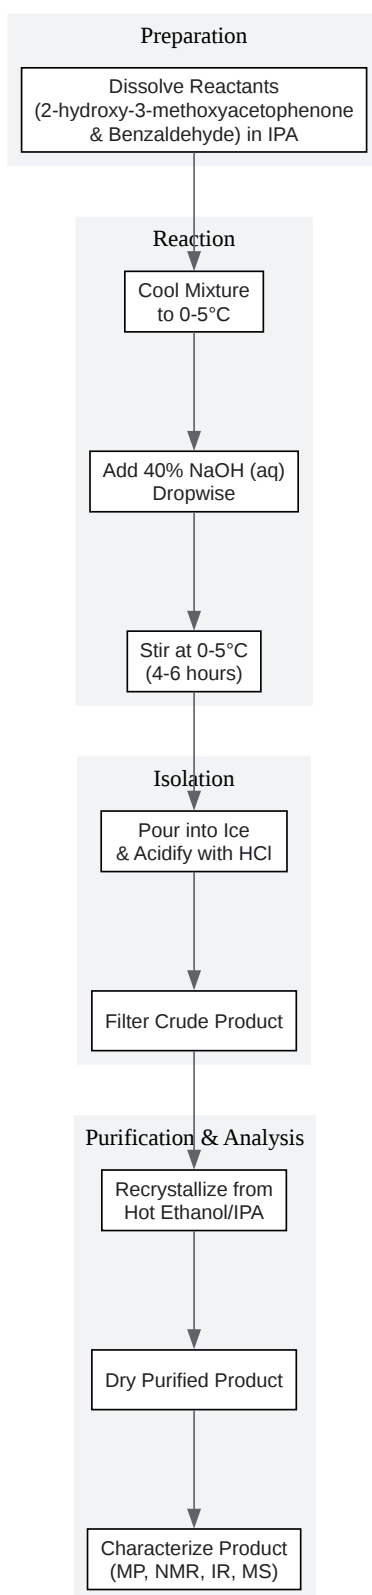 Preparation
Dissolve Reactants
(2-hydroxy-3-methoxyacetophenone
& Benzaldehyde) in IPA
Reaction
Cool Mixture
to 0-5°C
Add 40% NaOH (aq)
Dropwise
Stir at 0-5°C
(4-6 hours)
Isolation
Pour into Ice
& Acidify with HCl
Filter Crude Product
Purification & Analysis
Recrystallize from
Hot Ethanol/IPA
Dry Purified Product
Characterize Product
(MP, NMR, IR, MS)